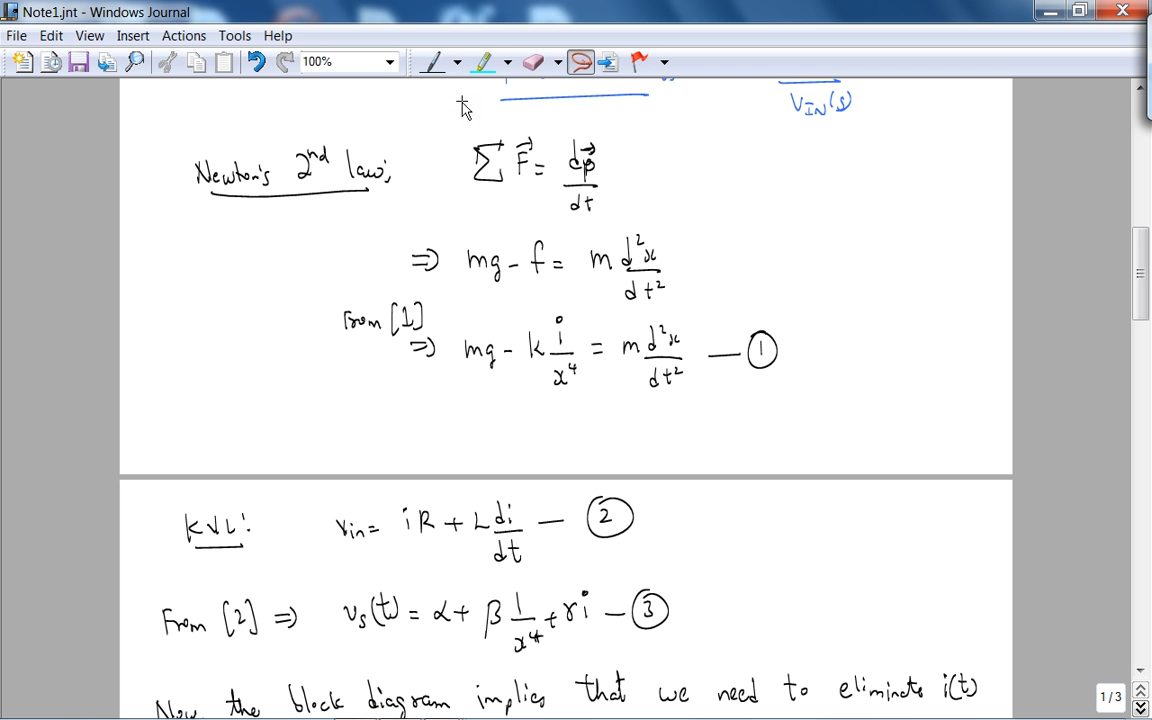 Note1.jnt - Windows Journal
File Edit View Insert Actions Tools Help
100%
V_IN(s)
Newton's 2nd law; ∑ F⃗ = dp⃗/dt
⇒ mg - f = m d²x/dt²
From [1]
⇒ mg - k i/x⁴ = m d²x/dt² — ①
KVL: v_in = iR + L di/dt — ②
From [2] ⇒ v_s(t) = α + β 1/x⁴ + γi — ③
Now, the block diagram implies that we need to eliminate i(t)
1/3